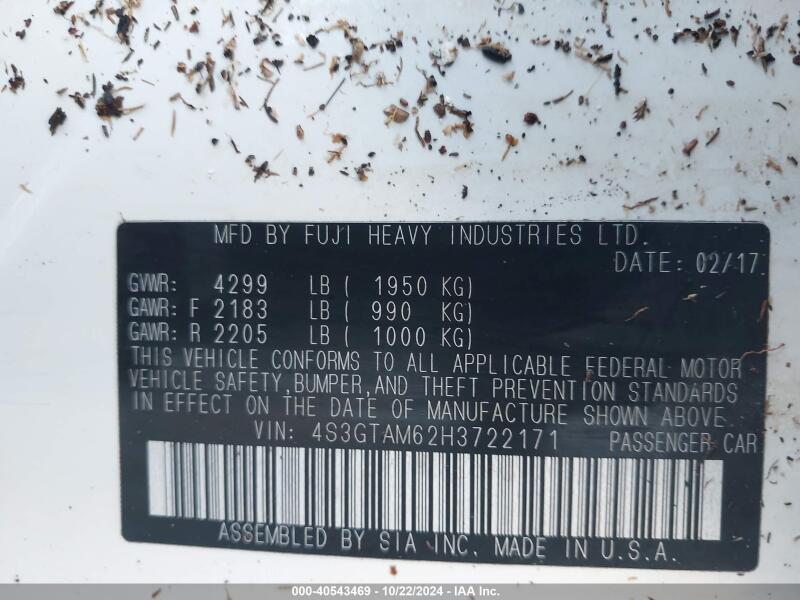 MFD BY FUJI HEAVY INDUSTRIES LTD.
DATE: 02/17
GVWR: 4299 LB ( 1950 KG)
GAWR: F 2183 LB ( 990 KG)
GAWR: R 2205 LB ( 1000 KG)
THIS VEHICLE CONFORMS TO ALL APPLICABLE FEDERAL MOTOR
VEHICLE SAFETY, BUMPER, AND THEFT PREVENTION STANDARDS
IN EFFECT ON THE DATE OF MANUFACTURE SHOWN ABOVE.
VIN: 4S3GTAM62H3722171 PASSENGER CAR
ASSEMBLED BY SIA INC. MADE IN U.S.A.
000-40543469 - 10/22/2024 - IAA Inc.